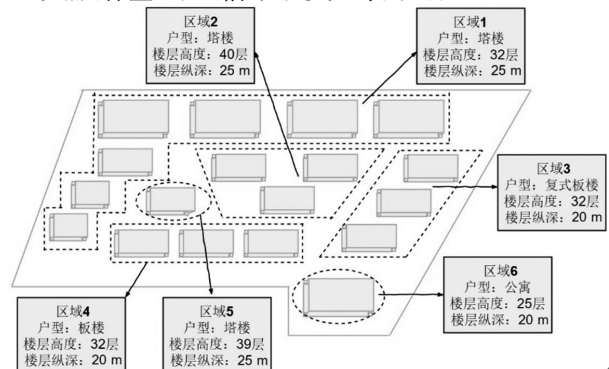 区域2
户型：塔楼
楼层高度：40层
楼层纵深：25 m
区域1
户型：塔楼
楼层高度：32层
楼层纵深：25 m
区域3
户型：复式板楼
楼层高度：32层
楼层纵深：20 m
区域6
户型：公寓
楼层高度：25层
楼层纵深：20 m
区域4
户型：板楼
楼层高度：32层
楼层纵深：20 m
区域5
户型：塔楼
楼层高度：39层
楼层纵深：25 m